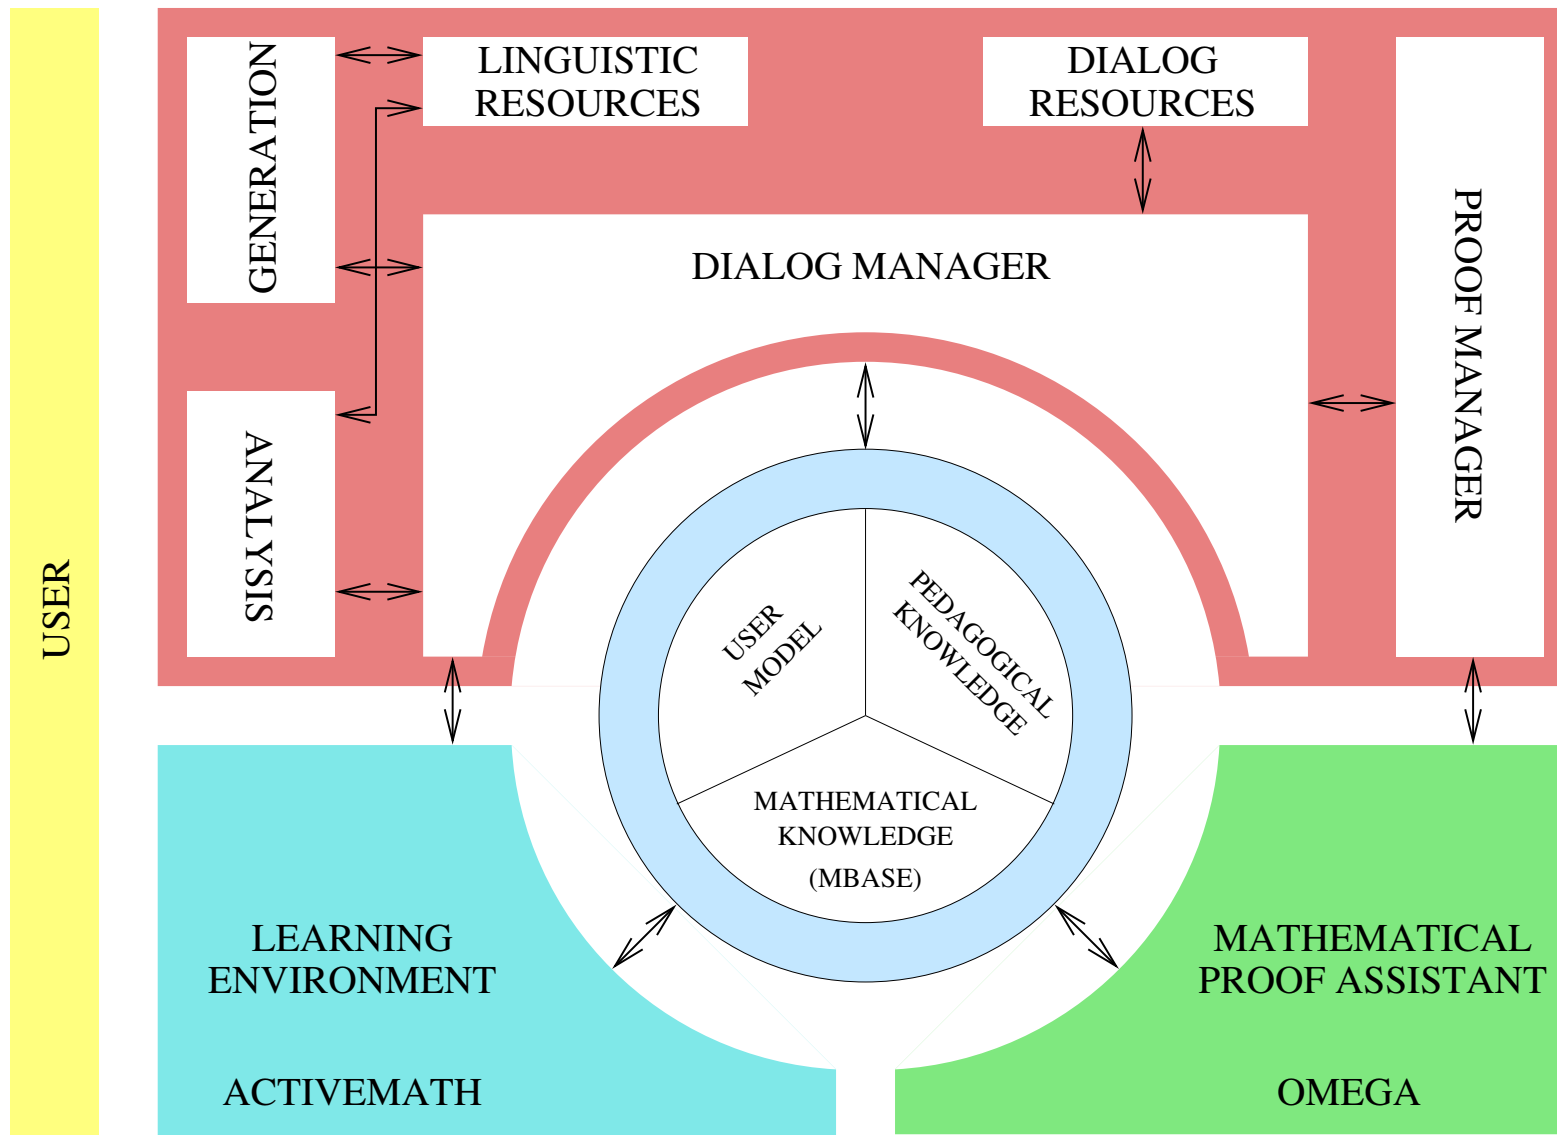 USER
GENERATION
LINGUISTIC
RESOURCES
DIALOG
RESOURCES
DIALOG MANAGER
PROOF MANAGER
ANALYSIS
USER
MODEL
PEDAGOGICAL
KNOWLEDGE
MATHEMATICAL
KNOWLEDGE
(MBASE)
LEARNING
ENVIRONMENT
ACTIVEMATH
MATHEMATICAL
PROOF ASSISTANT
OMEGA